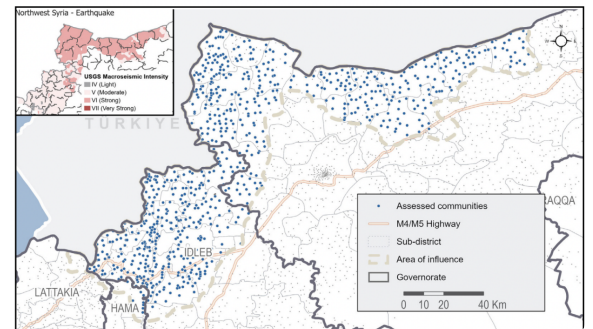 Northwest Syria - Earthquake
USGS Macroseismic Intensity
IV (Light)
V (Moderate)
VI (Strong)
VII (Very Strong)
TÜRKIYE
N
IDLEB
LATTAKIA
HAMA
RAQQA
Assessed communities
M4/M5 Highway
Sub-district
Area of influence
Governorate
0 10 20 40 Km